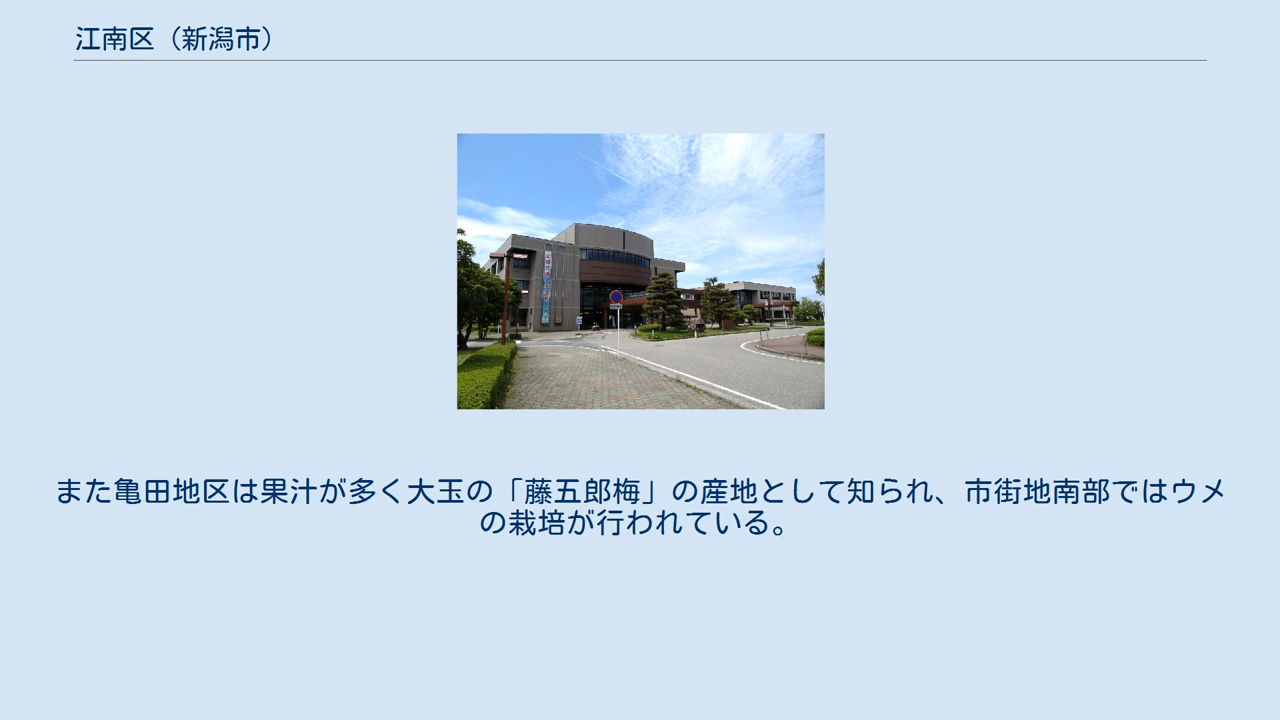 江南区（新潟市）
また亀田地区は果汁が多く大玉の「藤五郎梅」の産地として知られ、市街地南部ではウメ
の栽培が行われている。